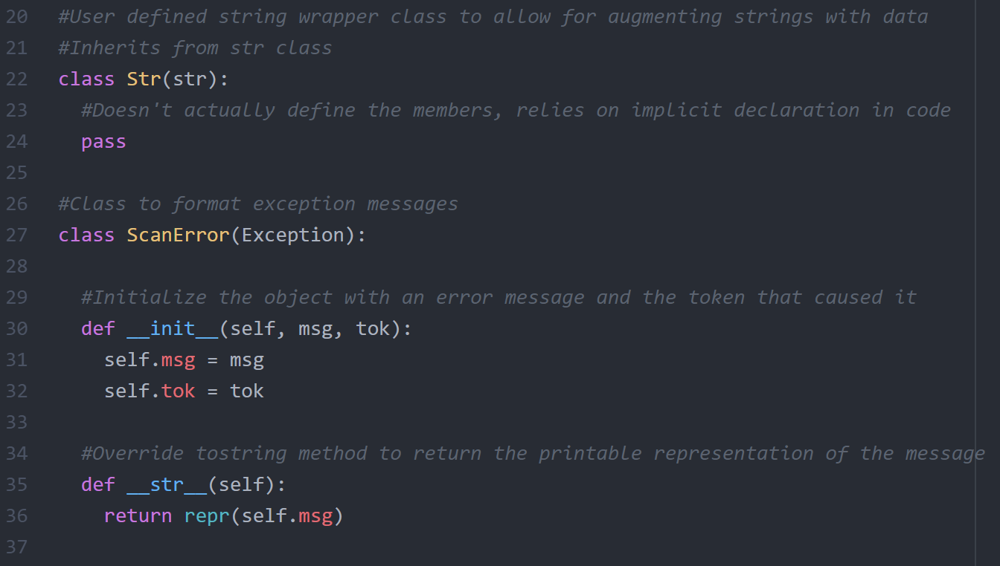 20 #User defined string wrapper class to allow for augmenting strings with data
21 #Inherits from str class
22 class Str(str):
23   #Doesn't actually define the members, relies on implicit declaration in code
24   pass
25
26 #Class to format exception messages
27 class ScanError(Exception):
28
29   #Initialize the object with an error message and the token that caused it
30   def __init__(self, msg, tok):
31     self.msg = msg
32     self.tok = tok
33
34   #Override tostring method to return the printable representation of the message
35   def __str__(self):
36     return repr(self.msg)
37